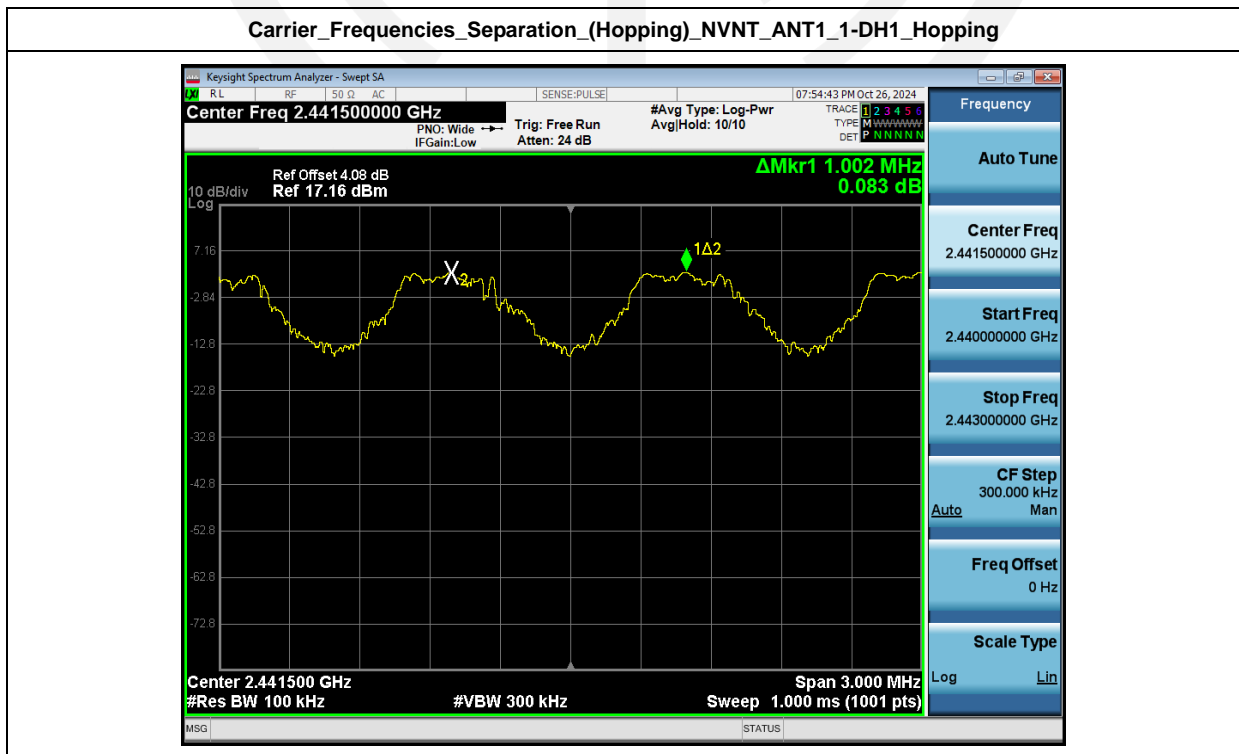 Carrier_Frequencies_Separation_(Hopping)_NVNT_ANT1_1-DH1_Hopping
Keysight Spectrum Analyzer - Swept SA
LXI RL RF 50 Ω AC SENSE:PULSE 07:54:43 PM Oct 26, 2024
Center Freq 2.441500000 GHz
PNO: Wide
IFGain:Low
Trig: Free Run
Atten: 24 dB
#Avg Type: Log-Pwr
Avg|Hold: 10/10
TRACE 1 2 3 4 5 6
TYPE M WWWWW
DET P N N N N N
Ref Offset 4.08 dB
10 dB/div Ref 17.16 dBm
Log
ΔMkr1 1.002 MHz
0.083 dB
7.16
-2.84
-12.8
-22.8
-32.8
-42.8
-52.8
-62.8
-72.8
X2
1Δ2
Center 2.441500 GHz
Span 3.000 MHz
#Res BW 100 kHz
#VBW 300 kHz
Sweep 1.000 ms (1001 pts)
MSG
STATUS
Frequency
Auto Tune
Center Freq
2.441500000 GHz
Start Freq
2.440000000 GHz
Stop Freq
2.443000000 GHz
CF Step
300.000 kHz
Auto Man
Freq Offset
0 Hz
Scale Type
Log Lin